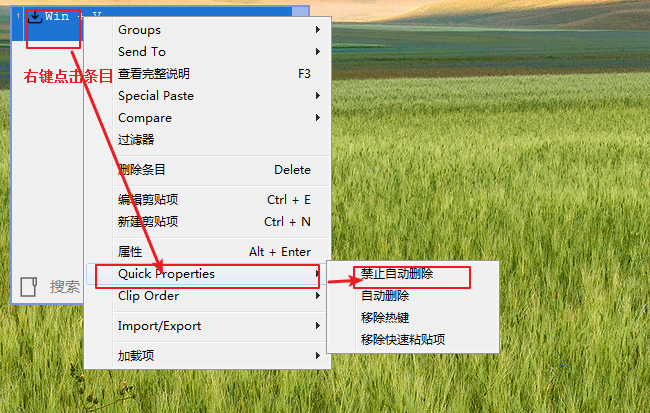 1 Win + V
右键点击条目
Groups
Send To
查看完整说明 F3
Special Paste
Compare
过滤器
删除条目 Delete
编辑剪贴项 Ctrl + E
新建剪贴项 Ctrl + N
属性 Alt + Enter
Quick Properties
Clip Order
Import/Export
加载项
搜索
禁止自动删除
自动删除
移除热键
移除快速粘贴项